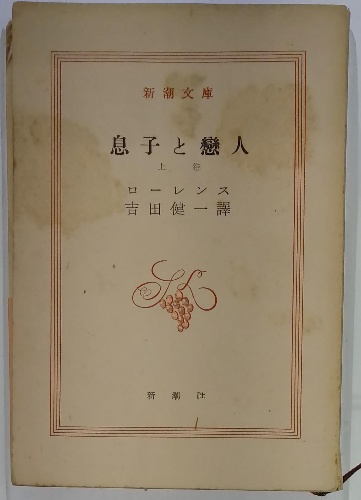 新潮文庫
息子と戀人
上卷
ローレンス
吉田健一譯
新潮社